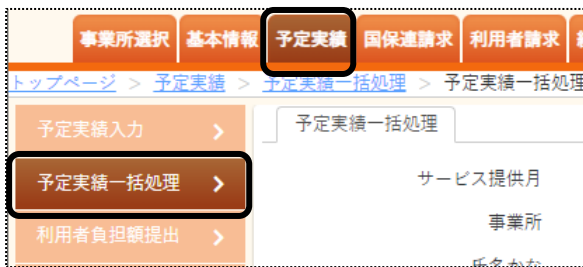 事業所選択 基本情報 予定実績 国保連請求 利用者請求
トップページ > 予定実績 > 予定実績一括処理 > 予定実績一括処理
予定実績入力
予定実績一括処理
利用者負担額提出
予定実績一括処理
サービス提供月
事業所
氏名かな